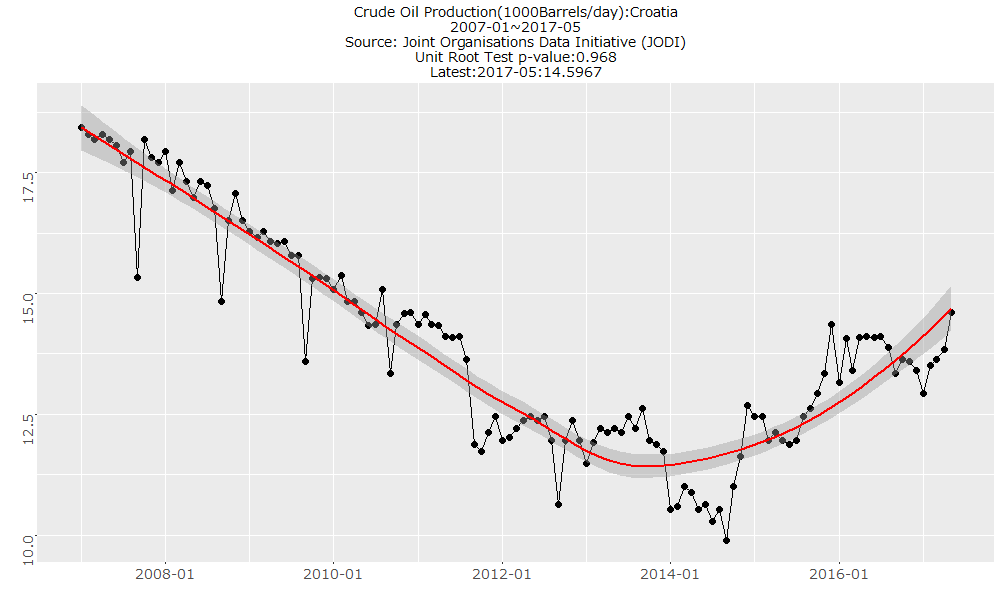 Crude Oil Production(1000Barrels/day):Croatia
2007-01~2017-05
Source: Joint Organisations Data Initiative (JODI)
Unit Root Test p-value:0.968
Latest:2017-05:14.5967
17.5
15.0
12.5
10.0
2008-01
2010-01
2012-01
2014-01
2016-01